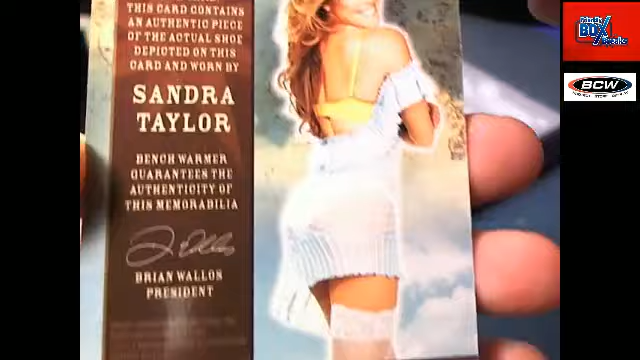 THIS CARD CONTAINS
AN AUTHENTIC PIECE
OF THE ACTUAL SHOE
DEPICTED ON THIS
CARD AND WORN BY
SANDRA
TAYLOR
BENCH WARMER
GUARANTEES THE
AUTHENTICITY OF
THIS MEMORABILIA
BRIAN WALLOS
PRESIDENT
BOX
BCW